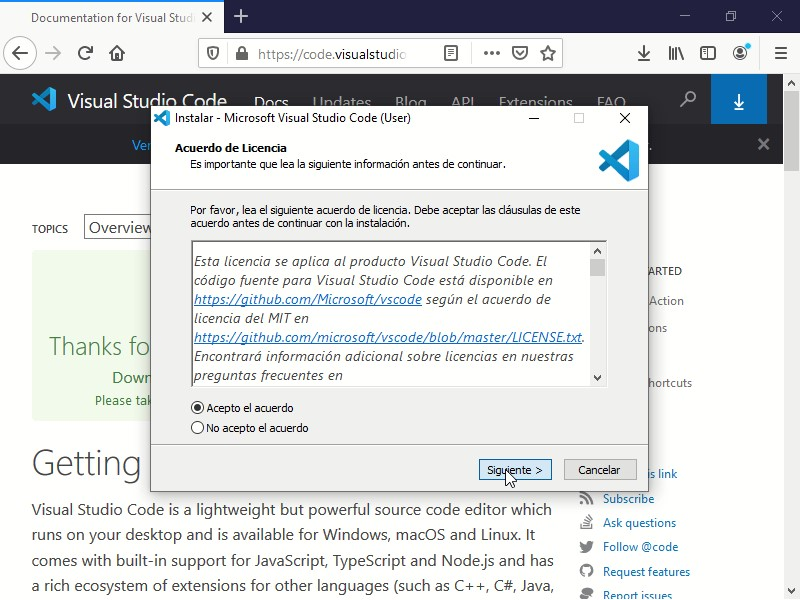 Documentation for Visual Stud
https://code.visualstudio
Visual Studio Code
Docs
Updates
Blog
API
Extensions
FAQ
Ver
Instalar - Microsoft Visual Studio Code (User)
Acuerdo de Licencia
Es importante que lea la siguiente información antes de continuar.
Por favor, lea el siguiente acuerdo de licencia. Debe aceptar las cláusulas de este
acuerdo antes de continuar con la instalación.
Esta licencia se aplica al producto Visual Studio Code. El
código fuente para Visual Studio Code está disponible en
https://github.com/Microsoft/vscode según el acuerdo de
licencia del MIT en
https://github.com/microsoft/vscode/blob/master/LICENSE.txt.
Encontrará información adicional sobre licencias en nuestras
preguntas frecuentes en
Acepto el acuerdo
No acepto el acuerdo
Siguiente >
Cancelar
TOPICS
Overview
Thanks fo
Down
Please tak
ARTED
Action
ons
hortcuts
is link
Subscribe
Ask questions
Follow @code
Request features
Report issues
Getting
Visual Studio Code is a lightweight but powerful source code editor which
runs on your desktop and is available for Windows, macOS and Linux. It
comes with built-in support for JavaScript, TypeScript and Node.js and has
a rich ecosystem of extensions for other languages (such as C++, C#, Java,